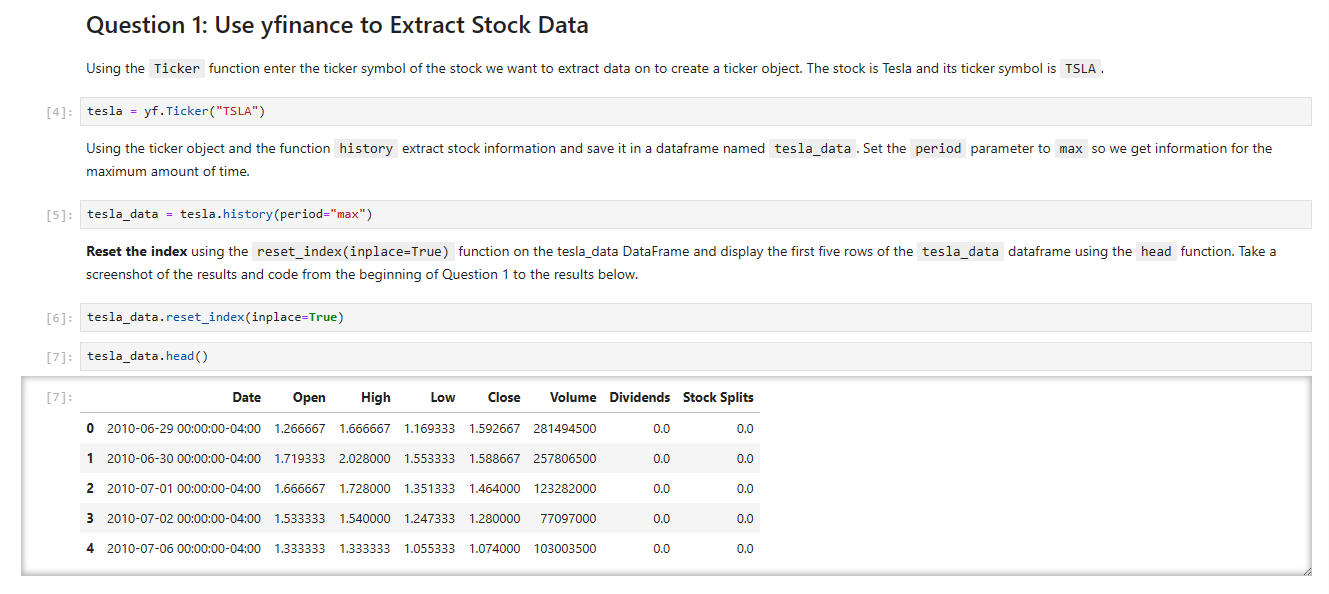 Question 1: Use yfinance to Extract Stock Data
Using the Ticker function enter the ticker symbol of the stock we want to extract data on to create a ticker object. The stock is Tesla and its ticker symbol is TSLA .
[4]: tesla = yf.Ticker("TSLA")
Using the ticker object and the function history extract stock information and save it in a dataframe named tesla_data . Set the period parameter to max so we get information for the
maximum amount of time.
[5]: tesla_data = tesla.history(period="max")
Reset the index using the reset_index(inplace=True) function on the tesla_data DataFrame and display the first five rows of the tesla_data dataframe using the head function. Take a
screenshot of the results and code from the beginning of Question 1 to the results below.
[6]: tesla_data.reset_index(inplace=True)
[7]: tesla_data.head()
[7]: Date Open High Low Close Volume Dividends Stock Splits
0 2010-06-29 00:00:00-04:00 1.266667 1.666667 1.169333 1.592667 281494500 0.0 0.0
1 2010-06-30 00:00:00-04:00 1.719333 2.028000 1.553333 1.588667 257806500 0.0 0.0
2 2010-07-01 00:00:00-04:00 1.666667 1.728000 1.351333 1.464000 123282000 0.0 0.0
3 2010-07-02 00:00:00-04:00 1.533333 1.540000 1.247333 1.280000 77097000 0.0 0.0
4 2010-07-06 00:00:00-04:00 1.333333 1.333333 1.055333 1.074000 103003500 0.0 0.0